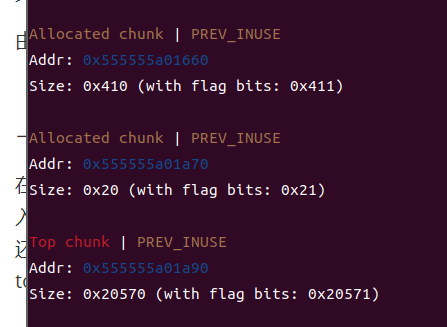 Allocated chunk | PREV_INUSE
Addr: 0x555555a01660
Size: 0x410 (with flag bits: 0x411)
Allocated chunk | PREV_INUSE
Addr: 0x555555a01a70
Size: 0x20 (with flag bits: 0x21)
Top chunk | PREV_INUSE
Addr: 0x555555a01a90
Size: 0x20570 (with flag bits: 0x20571)